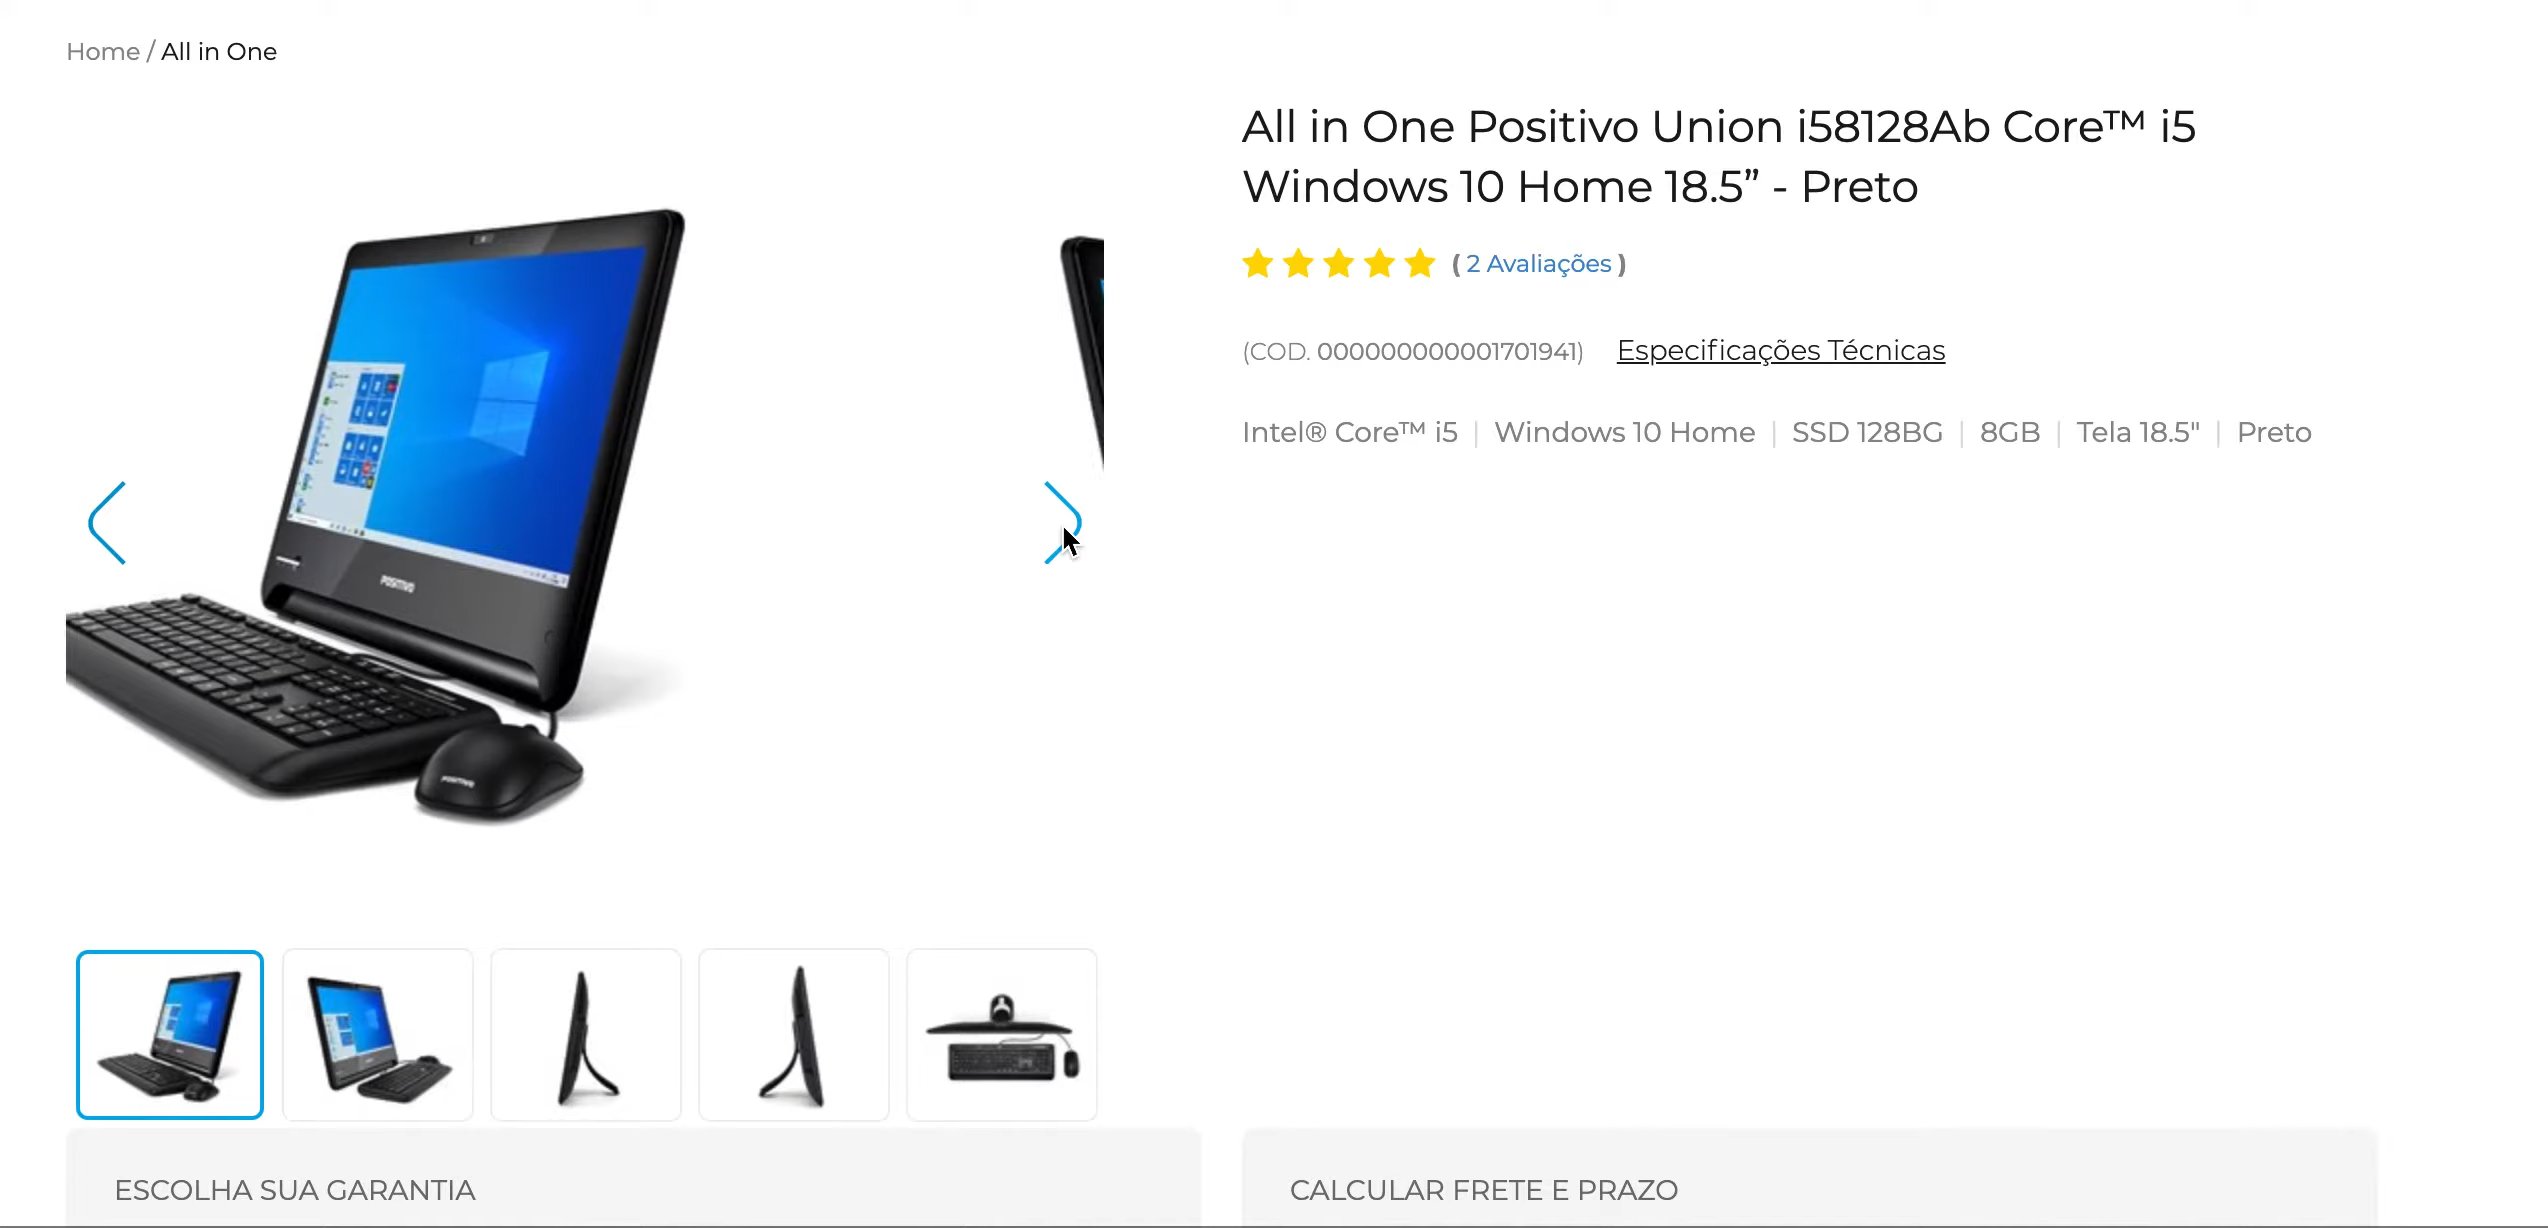 Home / All in One
All in One Positivo Union i58128Ab Core™ i5
Windows 10 Home 18.5” - Preto
( 2 Avaliações )
(COD. 000000000001701941) Especificações Técnicas
Intel® Core™ i5 | Windows 10 Home | SSD 128BG | 8GB | Tela 18.5" | Preto
POSITIVO
POSITIVO
ESCOLHA SUA GARANTIA
CALCULAR FRETE E PRAZO